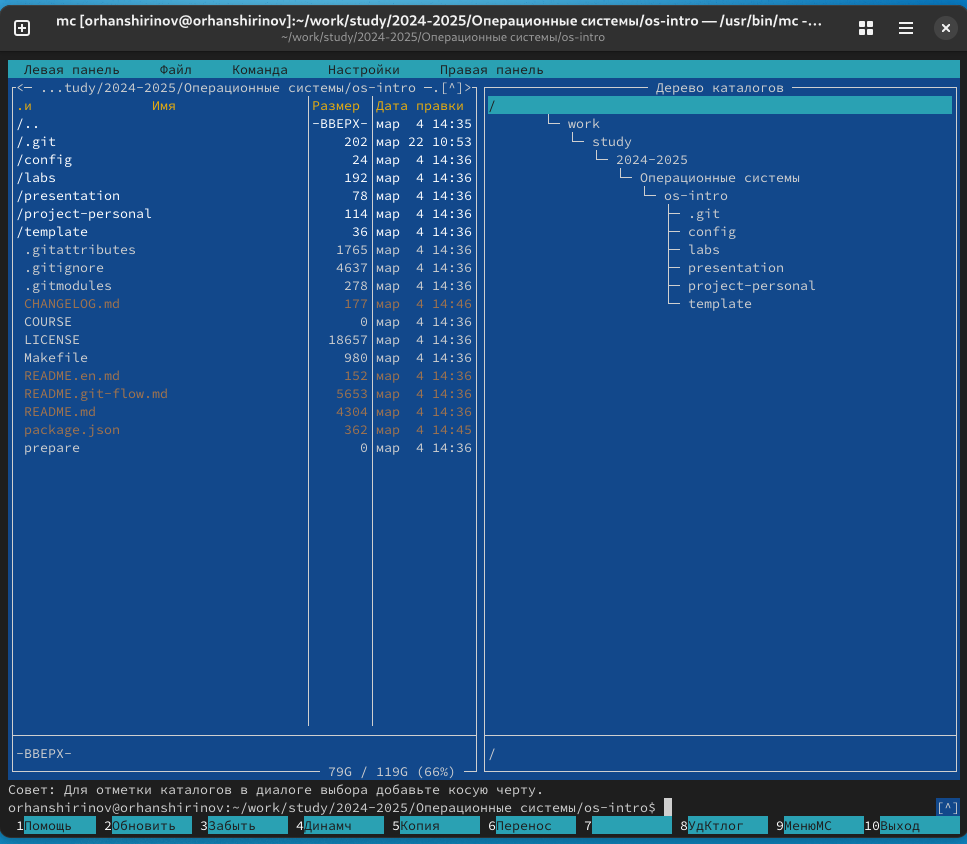 mc [orhanshirinov@orhanshirinov]:~/work/study/2024-2025/Операционные системы/os-intro — /usr/bin/mc -…
~/work/study/2024-2025/Операционные системы/os-intro
Левая панель Файл Команда Настройки Правая панель
<─ ...tudy/2024-2025/Операционные системы/os-intro ─.[^]>
.и Имя Размер Дата правки
/.. -ВВЕРХ- мар 4 14:35
/.git 202 мар 22 10:53
/config 24 мар 4 14:36
/labs 192 мар 4 14:36
/presentation 78 мар 4 14:36
/project-personal 114 мар 4 14:36
/template 36 мар 4 14:36
.gitattributes 1765 мар 4 14:36
.gitignore 4637 мар 4 14:36
.gitmodules 278 мар 4 14:36
CHANGELOG.md 177 мар 4 14:46
COURSE 0 мар 4 14:36
LICENSE 18657 мар 4 14:36
Makefile 980 мар 4 14:36
README.en.md 152 мар 4 14:36
README.git-flow.md 5653 мар 4 14:36
README.md 4304 мар 4 14:36
package.json 362 мар 4 14:45
prepare 0 мар 4 14:36
-ВВЕРХ-
79G / 119G (66%)
Дерево каталогов
/
work
study
2024-2025
Операционные системы
os-intro
.git
config
labs
presentation
project-personal
template
/
Совет: Для отметки каталогов в диалоге выбора добавьте косую черту.
orhanshirinov@orhanshirinov:~/work/study/2024-2025/Операционные системы/os-intro$ [^]
1Помощь 2Обновить 3Забыть 4Динамч 5Копия 6Перенос 7 8УдКтлог 9МенюМС 10Выход